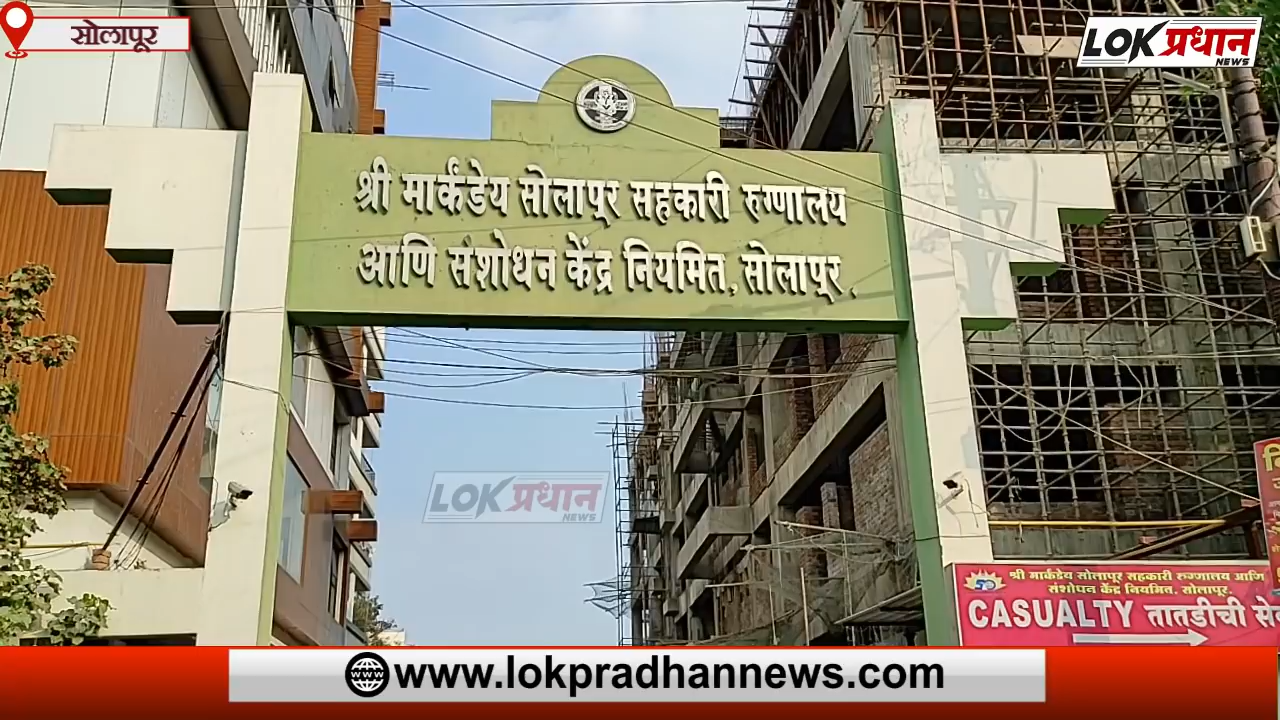 सोलापूर
LOK प्रधान
NEWS
श्री मार्कंडेय सोलापूर सहकारी रुग्णालय
आणि संशोधन केंद्र नियमित, सोलापूर.
LOK प्रधान
NEWS
श्री मार्कंडेय सोलापूर सहकारी रुग्णालय आणि
संशोधन केंद्र नियमित. सोलापूर.
CASUALTY तातडीची
www.lokpradhannews.com